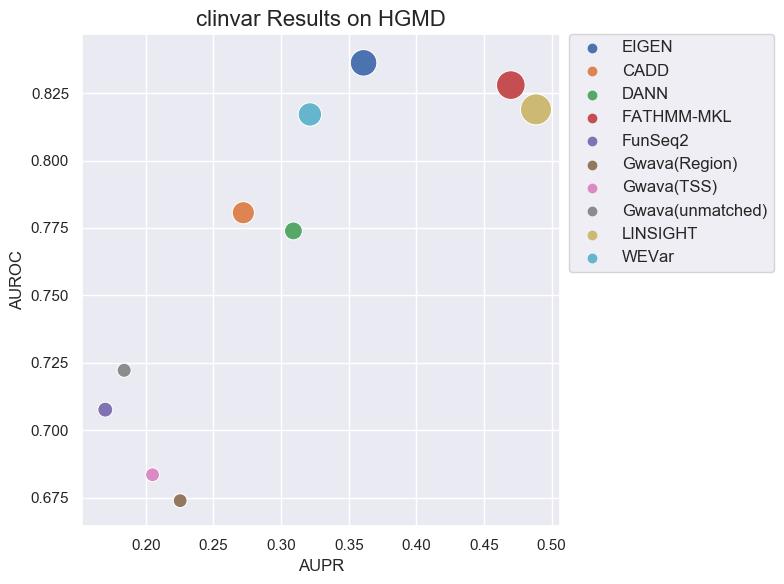 clinvar Results on HGMD
EIGEN
CADD
DANN
FATHMM-MKL
FunSeq2
Gwava(Region)
Gwava(TSS)
Gwava(unmatched)
LINSIGHT
WEVar
AUROC
0.825
0.800
0.775
0.750
0.725
0.700
0.675
0.20 0.25 0.30 0.35 0.40 0.45 0.50
AUPR